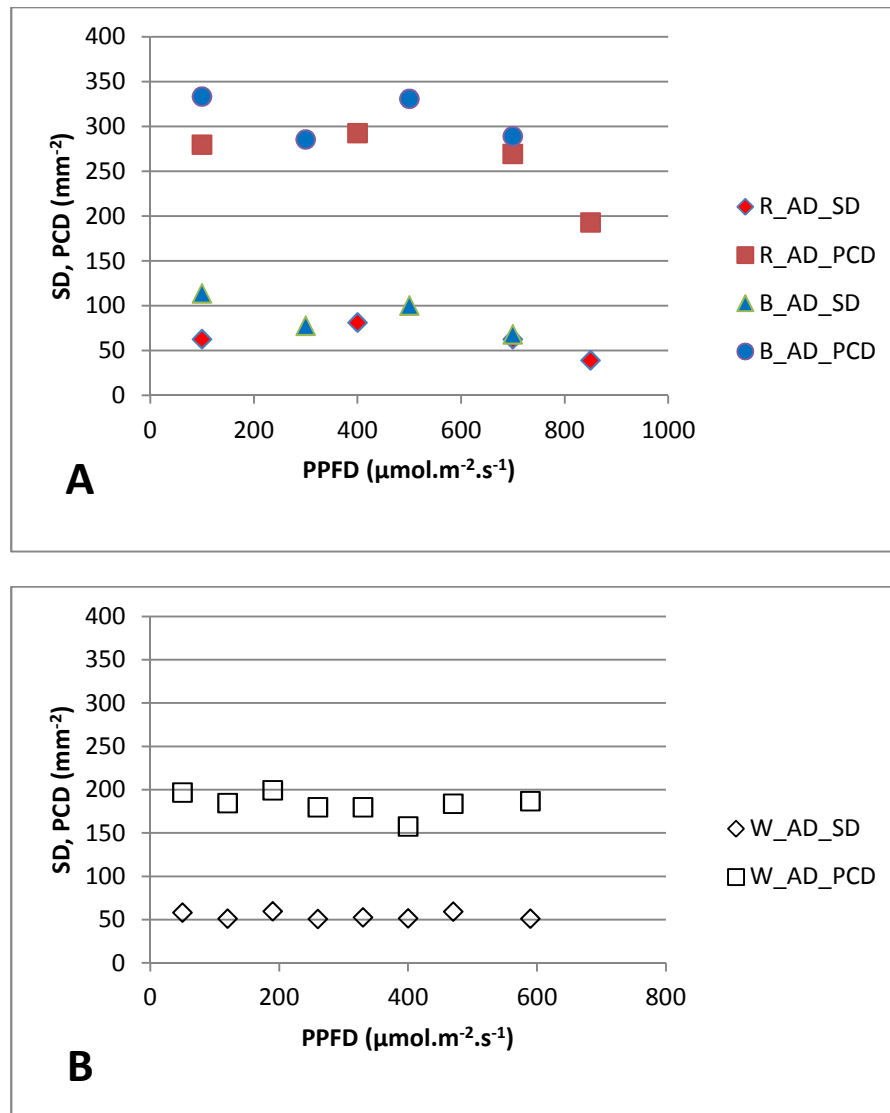 400
350
300
250
200
150
100
50
0
SD, PCD (mm⁻²)
0 200 400 600 800 1000
PPFD (µmol.m⁻².s⁻¹)
A
R_AD_SD
R_AD_PCD
B_AD_SD
B_AD_PCD
400
350
300
250
200
150
100
50
0
SD, PCD (mm⁻²)
0 200 400 600 800
PPFD (µmol.m⁻².s⁻¹)
B
W_AD_SD
W_AD_PCD